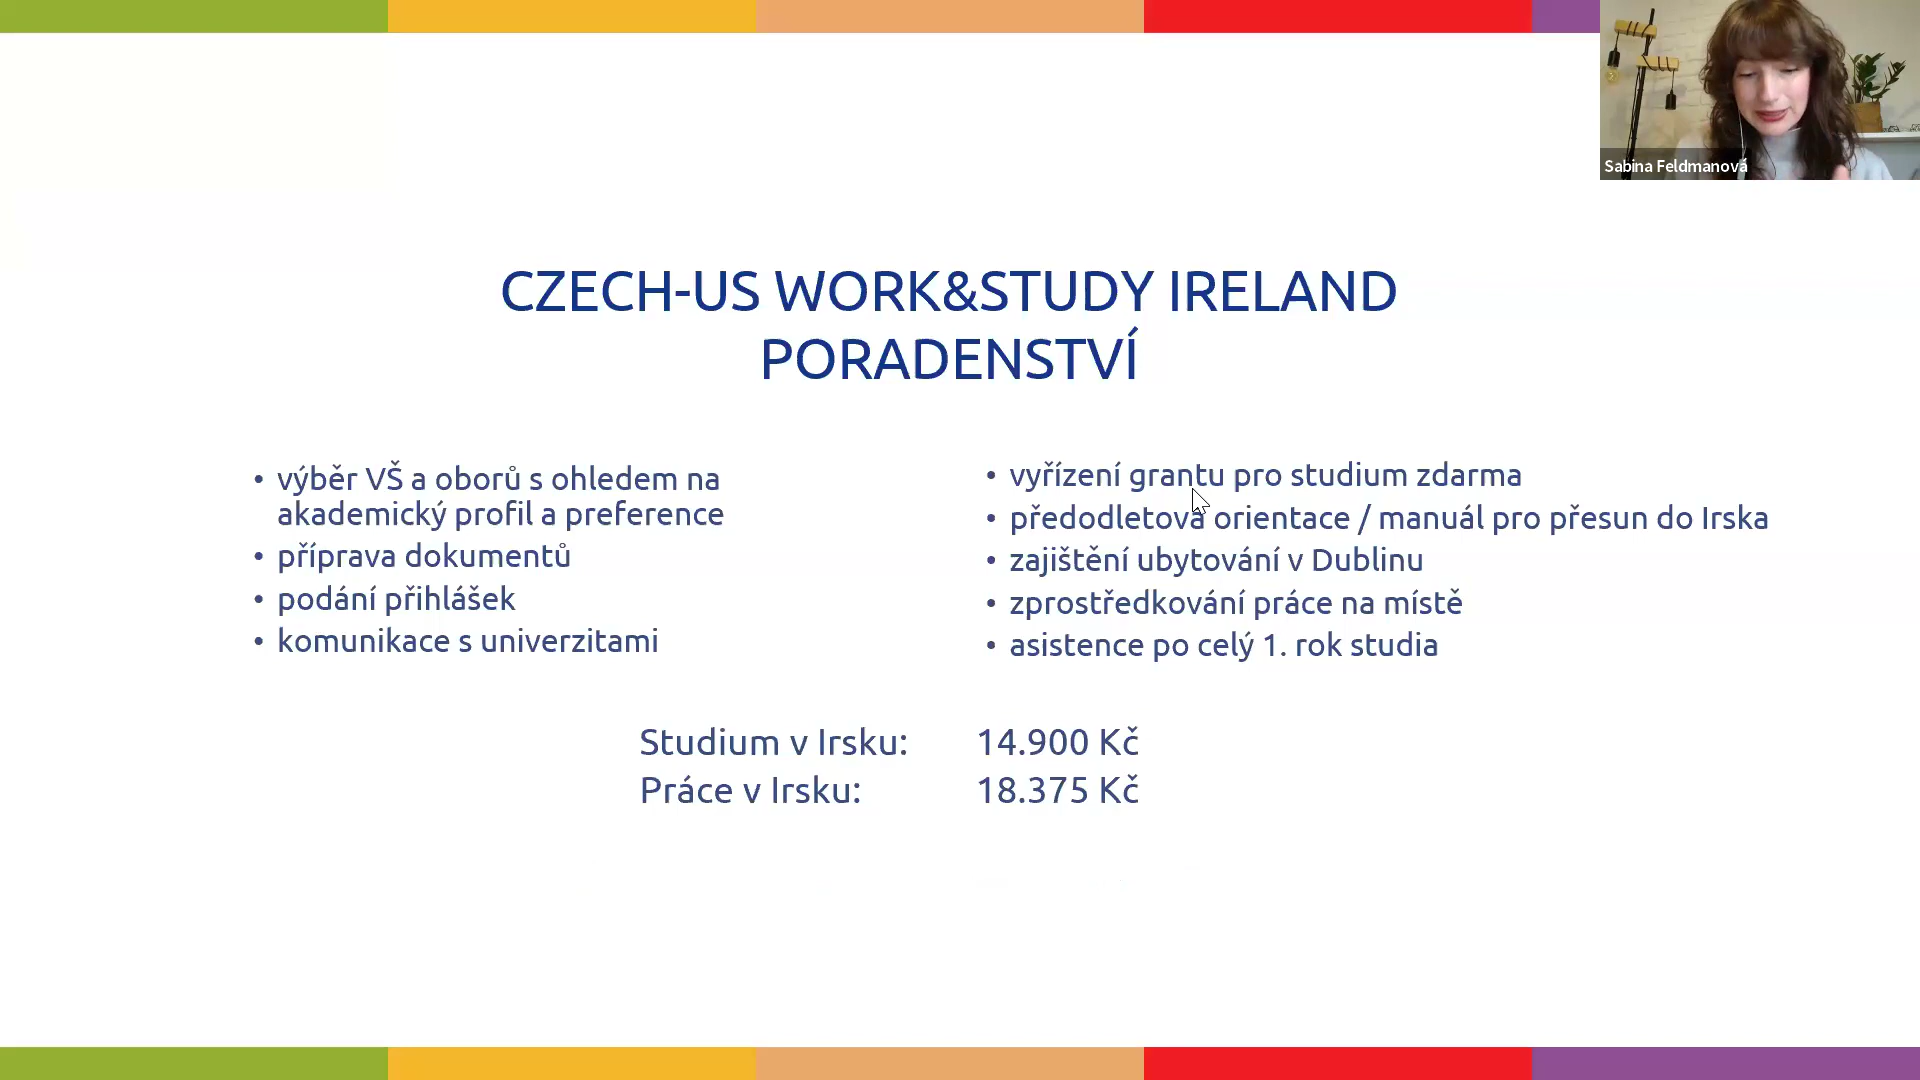 Sabina Feldmanová
CZECH-US WORK&STUDY IRELAND
PORADENSTVÍ
• výběr VŠ a oborů s ohledem na
akademický profil a preference
• příprava dokumentů
• podání přihlášek
• komunikace s univerzitami
• vyřízení grantu pro studium zdarma
• předodletová orientace / manuál pro přesun do Irska
• zajištění ubytování v Dublinu
• zprostředkování práce na místě
• asistence po celý 1. rok studia
Studium v Irsku: 14.900 Kč
Práce v Irsku: 18.375 Kč